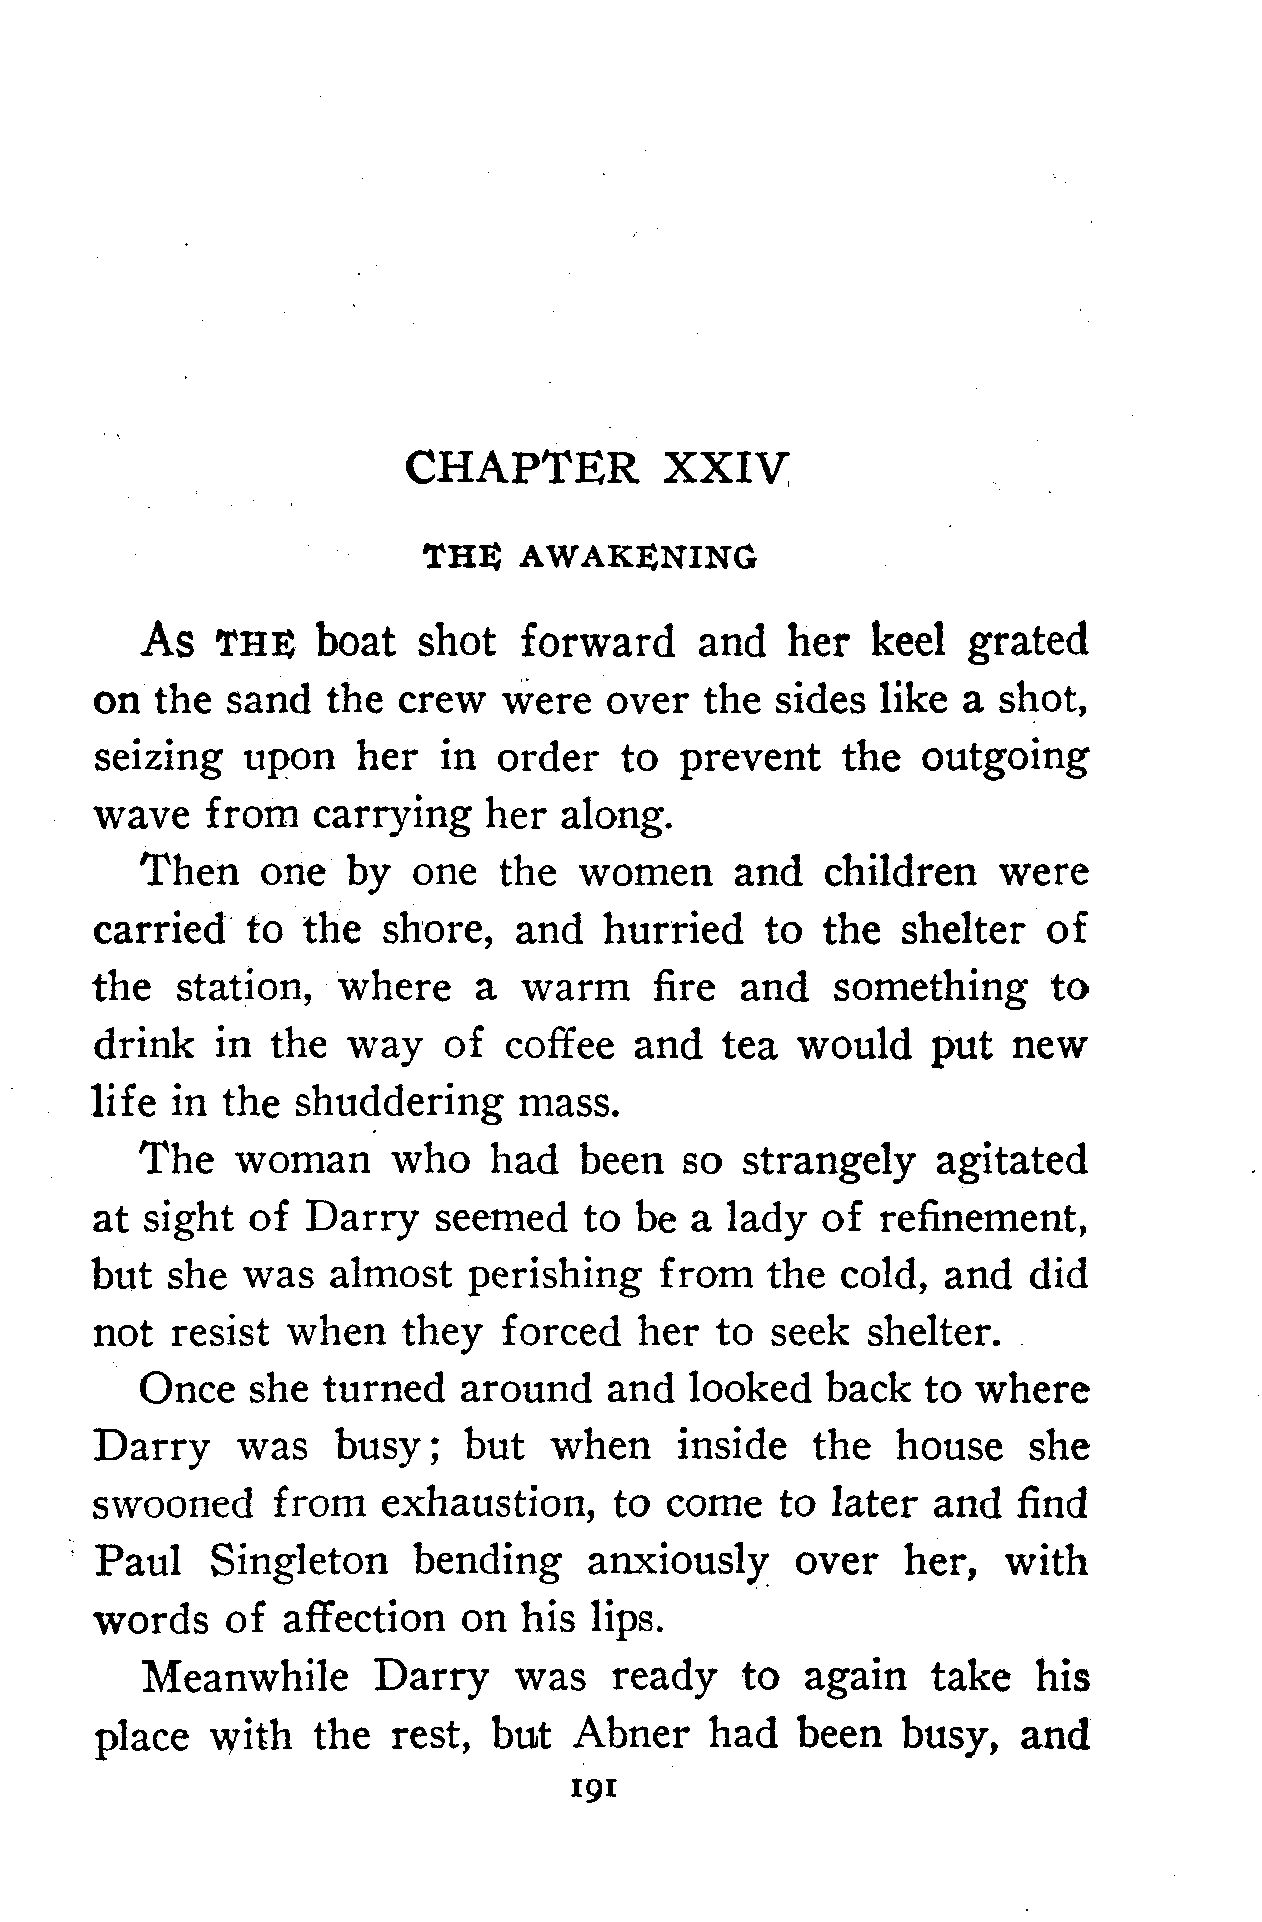 CHAPTER XXIV
THE AWAKENING
As THE boat shot forward and her keel grated
on the sand the crew were over the sides like a shot,
seizing upon her in order to prevent the outgoing
wave from carrying her along.
Then one by one the women and children were
carried to the shore, and hurried to the shelter of
the station, where a warm fire and something to
drink in the way of coffee and tea would put new
life in the shuddering mass.
The woman who had been so strangely agitated
at sight of Darry seemed to be a lady of refinement,
but she was almost perishing from the cold, and did
not resist when they forced her to seek shelter.
Once she turned around and looked back to where
Darry was busy; but when inside the house she
swooned from exhaustion, to come to later and find
Paul Singleton bending anxiously over her, with
words of affection on his lips.
Meanwhile Darry was ready to again take his
place with the rest, but Abner had been busy, and
191